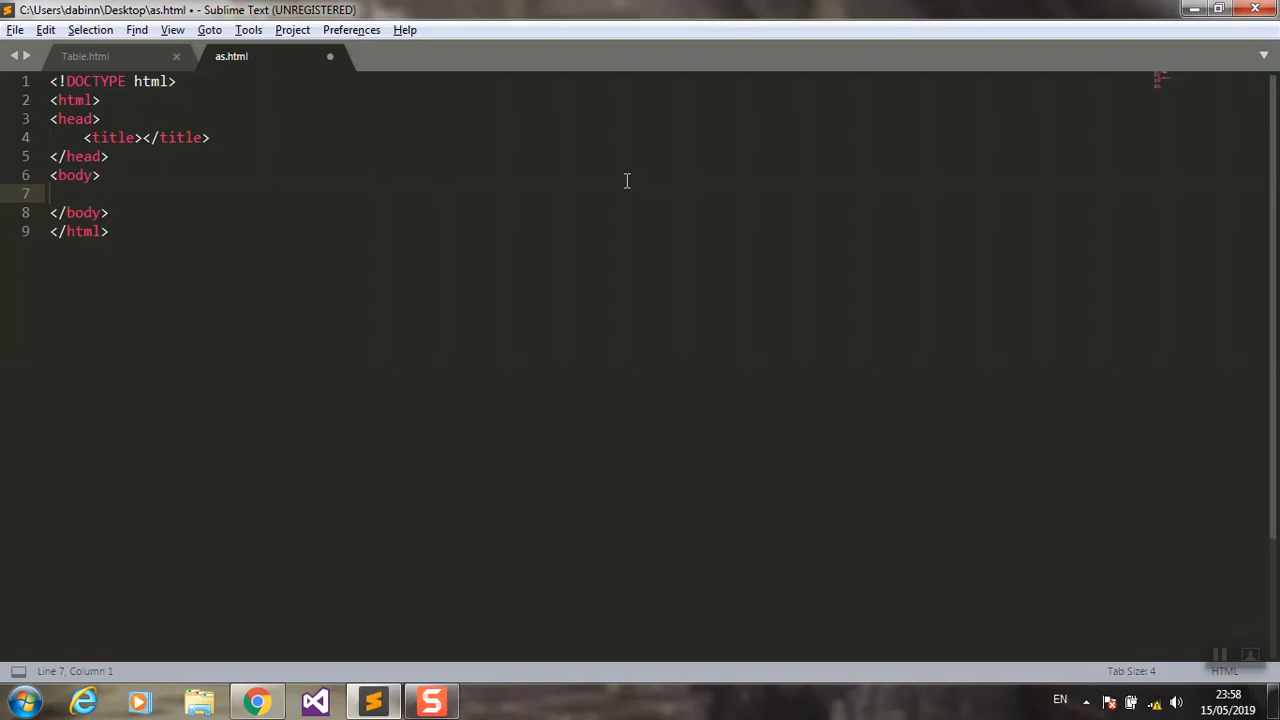 C:\Users\dabinn\Desktop\as.html • - Sublime Text (UNREGISTERED)
File Edit Selection Find View Goto Tools Project Preferences Help
Table.html as.html
1 <!DOCTYPE html>
2 <html>
3 <head>
4 <title></title>
5 </head>
6 <body>
7
8 </body>
9 </html>
Line 7, Column 1 Tab Size: 4 HTML
EN 23:58
15/05/2019